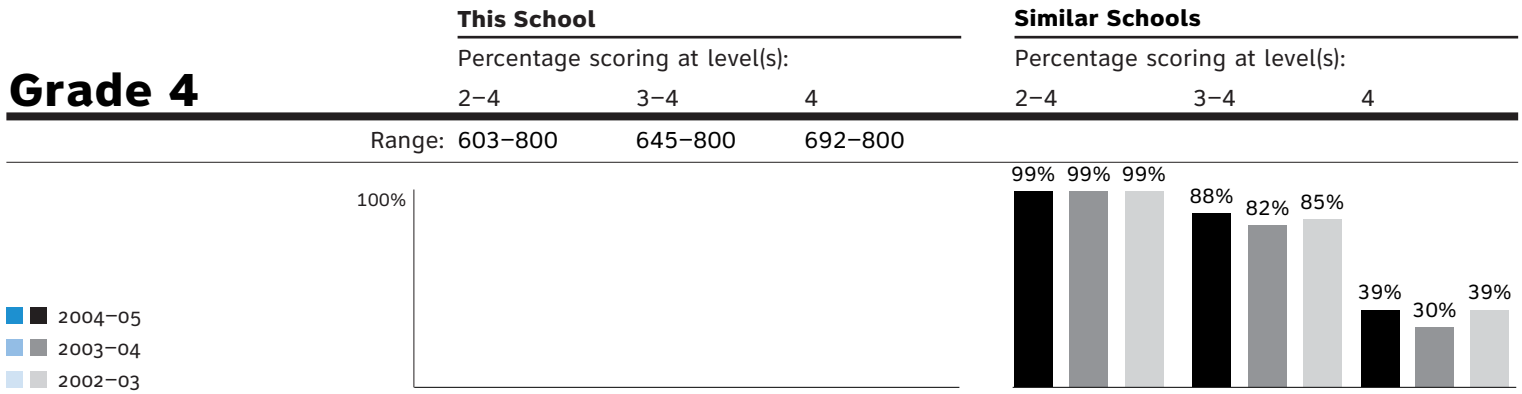 This School Similar Schools
Percentage scoring at level(s): Percentage scoring at level(s):
Grade 4 2–4 3–4 4 2–4 3–4 4
Range: 603–800 645–800 692–800
99% 99% 99%
88% 82% 85%
100%
39% 30% 39%
2004–05
2003–04
2002–03